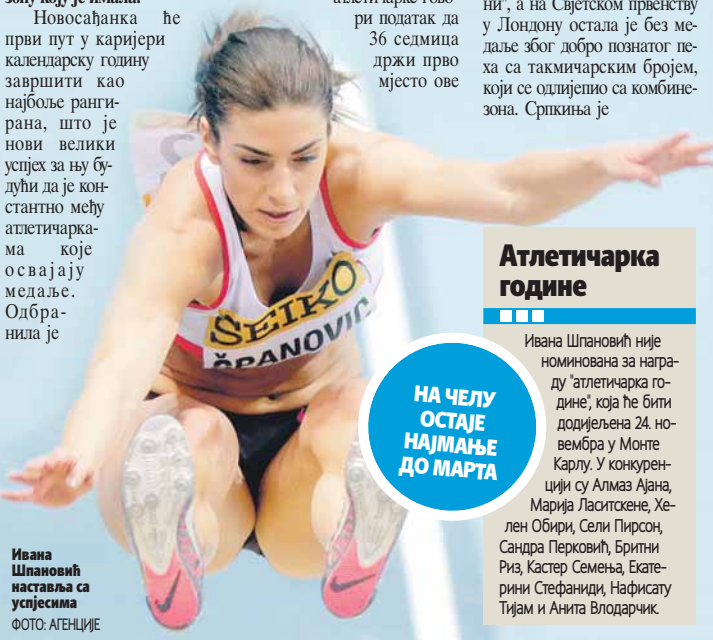 зону коју је имала.
Новосађанка ће
први пут у каријери
календарску годину
завршити као
најбоље ранги-
рана, што је
нови велики
успјех за њу бу-
дући да је кон-
стантно међу
атлетичарка-
ма које
освајају
медаље.
Одбра-
нила је
ри податак да
36 седмица
држи прво
мјесто ове
ни", а на Свјетском првенству
у Лондону остала је без ме-
даље због добро познатог пе-
ха са такмичарским бројем,
који се одлијепио са комбине-
зона. Српкиња је
SEIKO
ŠPANOVIĆ
НА ЧЕЛУ
ОСТАЈЕ
НАЈМАЊЕ
ДО МАРТА
Атлетичарка
године
Ивана Шпановић није
номинована за награ-
ду "атлетичарка го-
дине", која ће бити
додијељена 24. но-
вембра у Монте
Карлу. У конкурен-
цији су Алмаз Ајана,
Марија Ласитскене, Хе-
лен Обири, Сели Пирсон,
Сандра Перковић, Бритни
Риз, Кастер Семења, Екате-
рини Стефаниди, Нафисату
Тијам и Анита Влодарчик.
Ивана
Шпановић
наставља са
успјесима
ФОТО: АГЕНЦИЈЕ